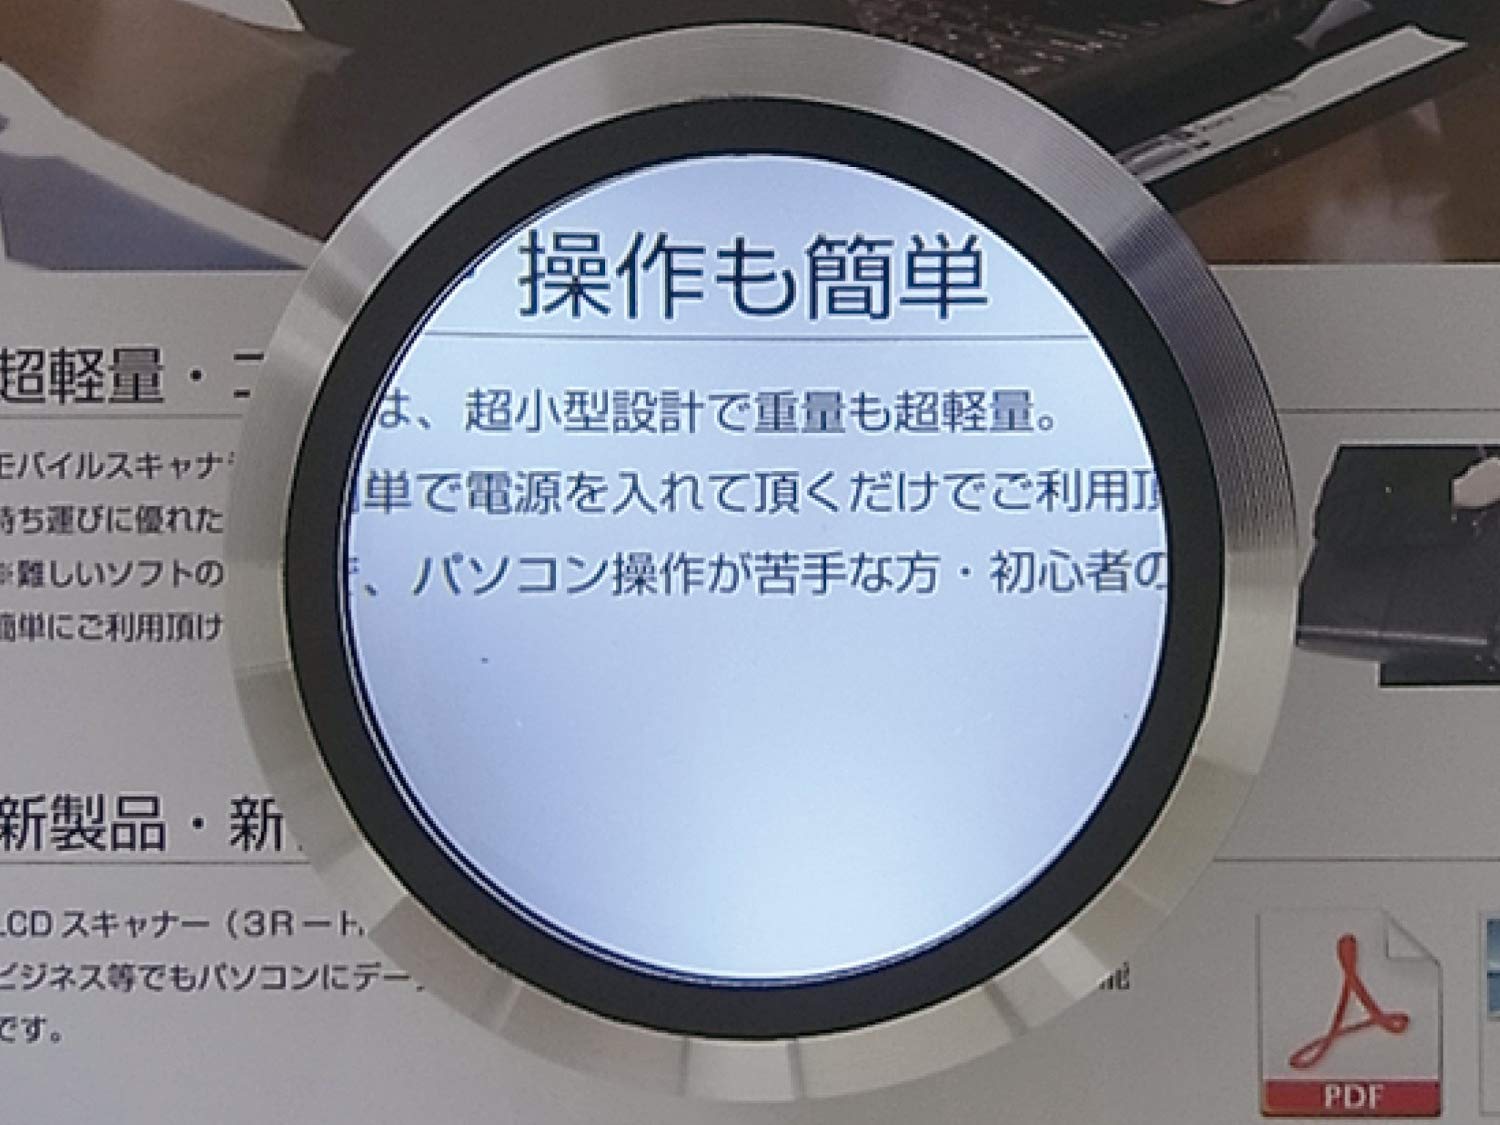 操作も簡単
は、超小型設計で重量も超軽量。
単で電源を入れて頂くだけでご利用頂
、パソコン操作が苦手な方・初心者の
超軽量・コ
モバイルスキャナ
持ち運びに優れた
※難しいソフトの
簡単にご利用頂け
新製品・新
LCD スキャナー（3R－H
ビジネス等でもパソコンにデー
です。
PDF